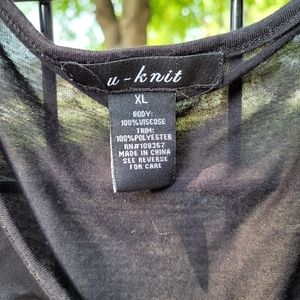 u-knit
XL
BODY:
100%VISCOSE
TRIM:
100%POLYESTER
RN#108357
MADE IN CHINA
SEE REVERSE
FOR CARE